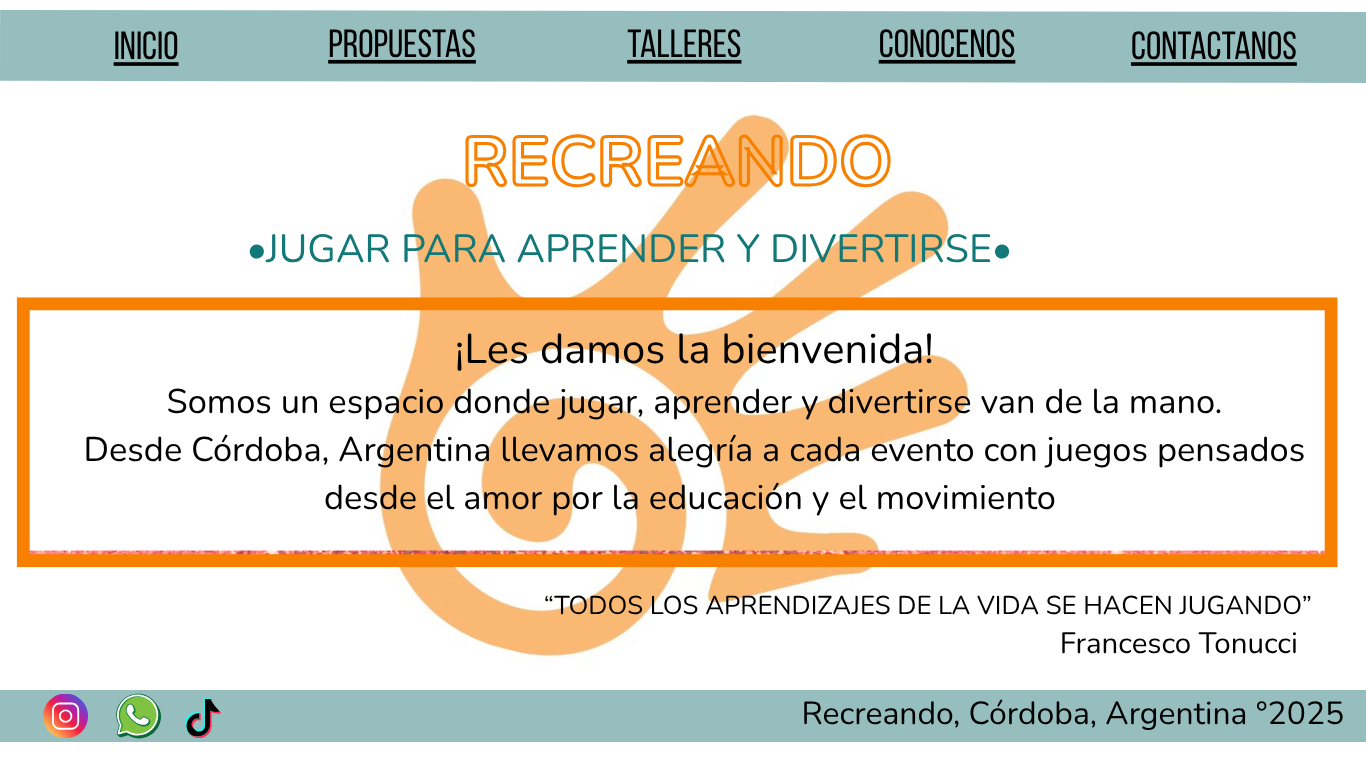 INICIO PROPUESTAS TALLERES CONOCENOS CONTACTANOS
RECREANDO
•JUGAR PARA APRENDER Y DIVERTIRSE•
¡Les damos la bienvenida!
Somos un espacio donde jugar, aprender y divertirse van de la mano.
Desde Córdoba, Argentina llevamos alegría a cada evento con juegos pensados
desde el amor por la educación y el movimiento
“TODOS LOS APRENDIZAJES DE LA VIDA SE HACEN JUGANDO”
Francesco Tonucci
Recreando, Córdoba, Argentina °2025